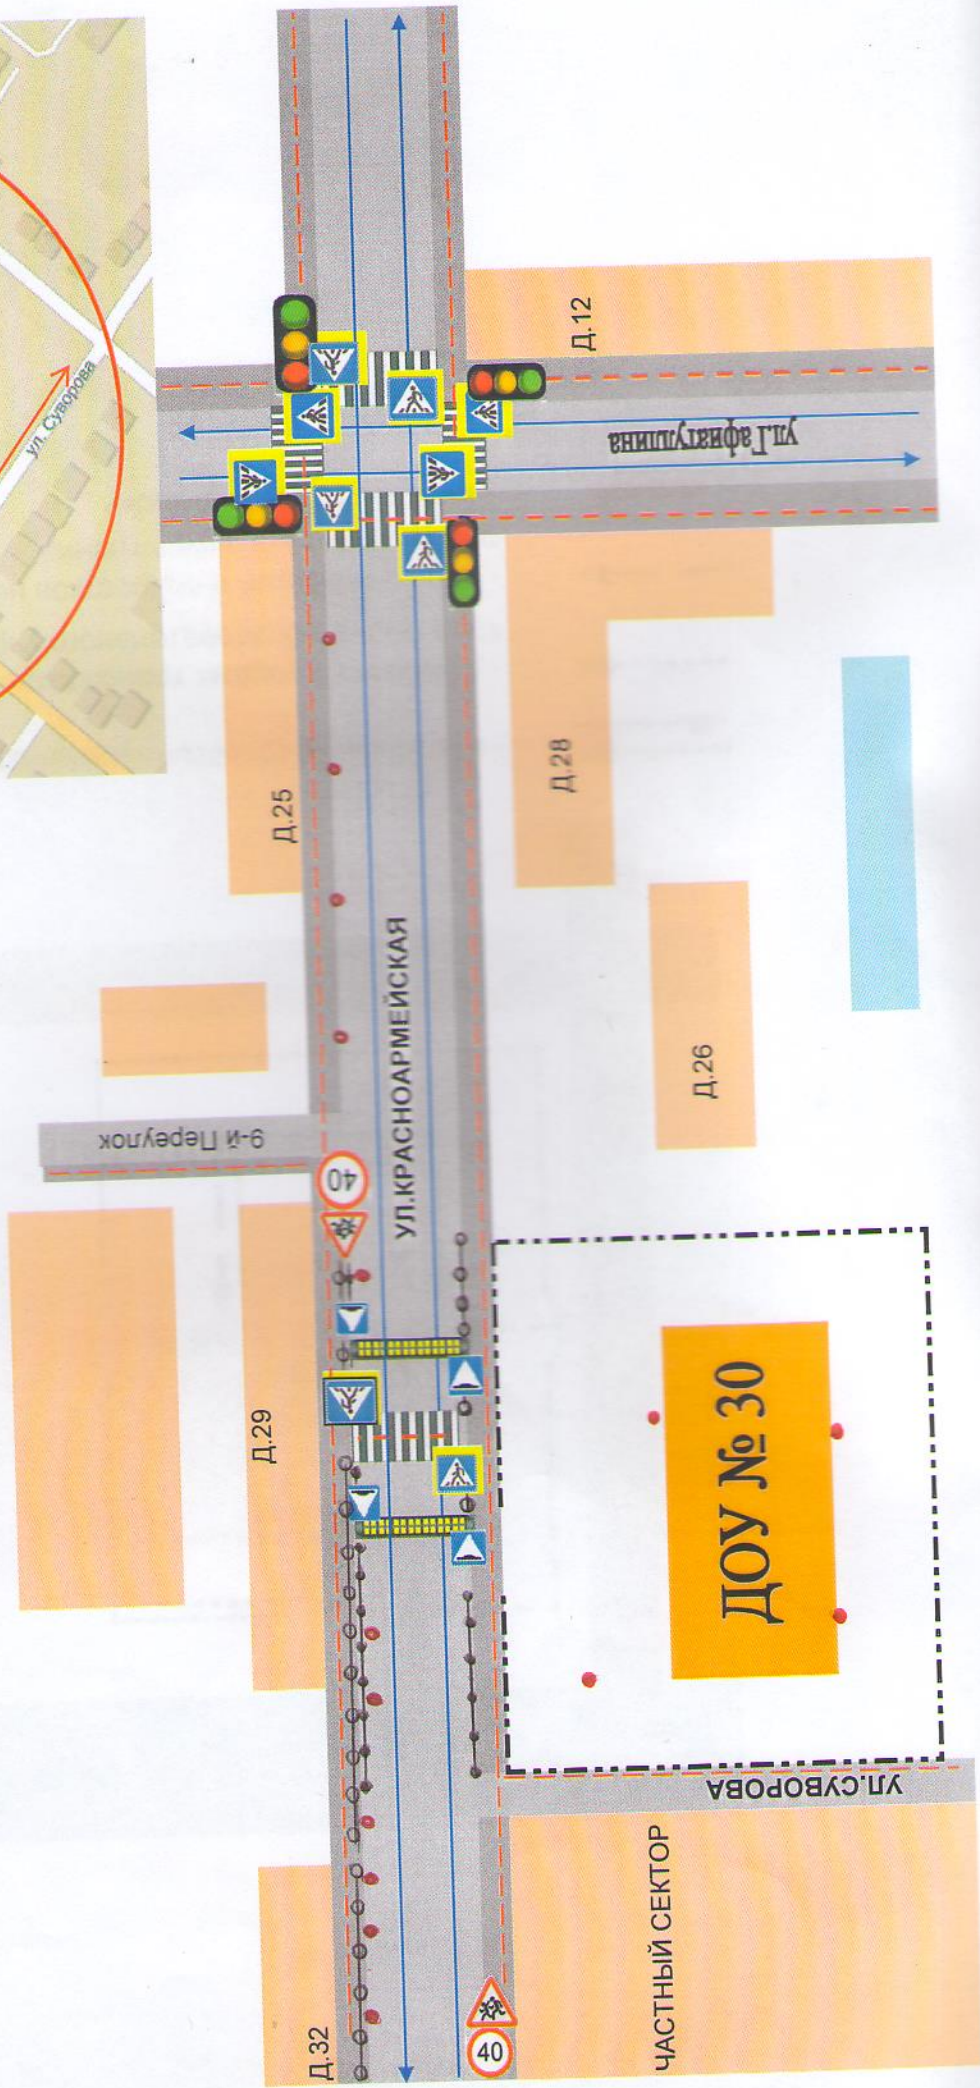 ул. Суворова
Д.12
ул.Гафиатуллина
Д.25
Д.28
УЛ.КРАСНОАРМЕЙСКАЯ
Д.26
9-й Переулок
40
Д.29
ДОУ № 30
УЛ.СУВОРОВА
ЧАСТНЫЙ СЕКТОР
Д.32
40